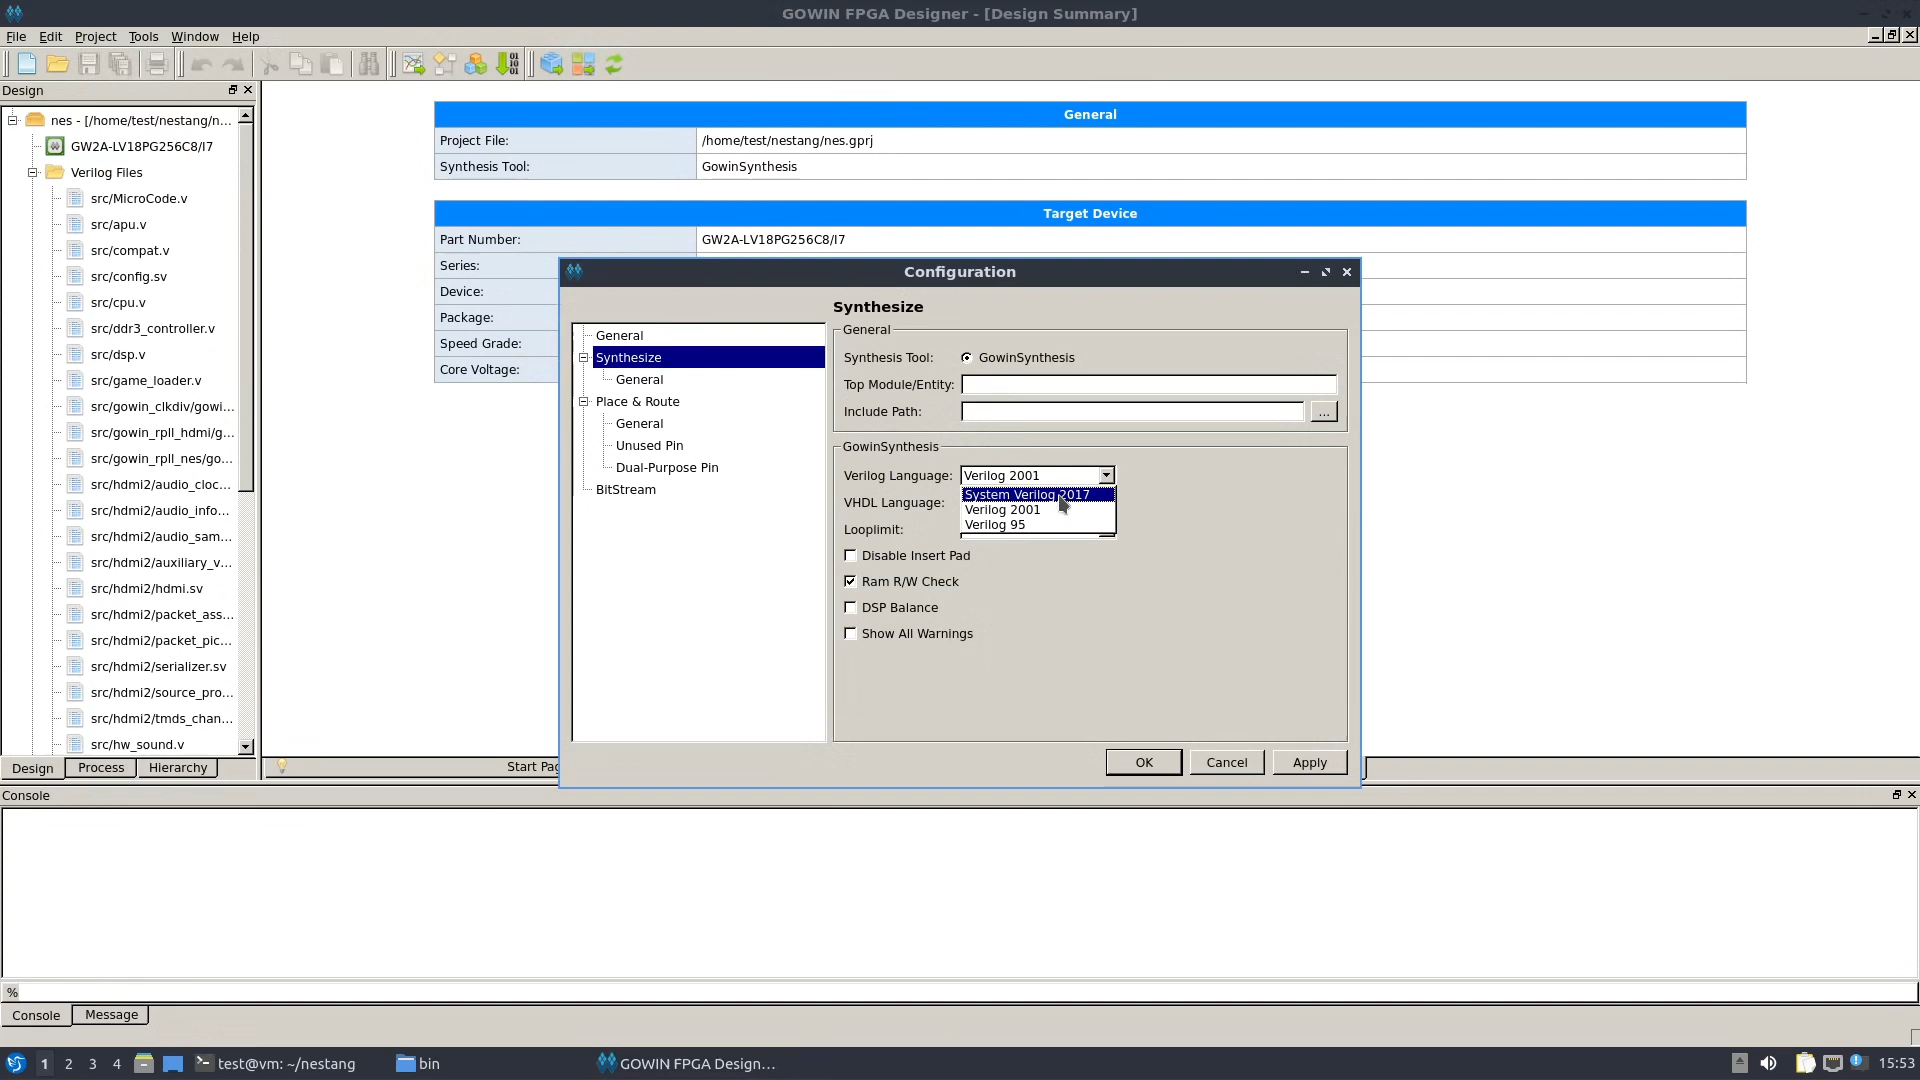 GOWIN FPGA Designer - [Design Summary]
File Edit Project Tools Window Help
Design
nes - [/home/test/nestang/n...
GW2A-LV18PG256C8/I7
Verilog Files
src/MicroCode.v
src/apu.v
src/compat.v
src/config.sv
src/cpu.v
src/ddr3_controller.v
src/dsp.v
src/game_loader.v
src/gowin_clkdiv/gowi...
src/gowin_rpll_hdmi/g...
src/gowin_rpll_nes/go...
src/hdmi2/audio_cloc...
src/hdmi2/audio_info...
src/hdmi2/audio_sam...
src/hdmi2/auxiliary_v...
src/hdmi2/hdmi.sv
src/hdmi2/packet_ass...
src/hdmi2/packet_pic...
src/hdmi2/serializer.sv
src/hdmi2/source_pro...
src/hdmi2/tmds_chan...
src/hw_sound.v
Design Process Hierarchy
General
Project File: /home/test/nestang/nes.gprj
Synthesis Tool: GowinSynthesis
Target Device
Part Number: GW2A-LV18PG256C8/I7
Series:
Device:
Package:
Speed Grade:
Core Voltage:
Start Pag
Configuration
General
Synthesize
General
Place & Route
General
Unused Pin
Dual-Purpose Pin
BitStream
Synthesize
General
Synthesis Tool: GowinSynthesis
Top Module/Entity:
Include Path: ...
GowinSynthesis
Verilog Language: Verilog 2001
System Verilog 2017
Verilog 2001
Verilog 95
VHDL Language:
Looplimit:
Disable Insert Pad
Ram R/W Check
DSP Balance
Show All Warnings
OK Cancel Apply
Console
%
Console Message
1 2 3 4 test@vm: ~/nestang bin GOWIN FPGA Design... 15:53